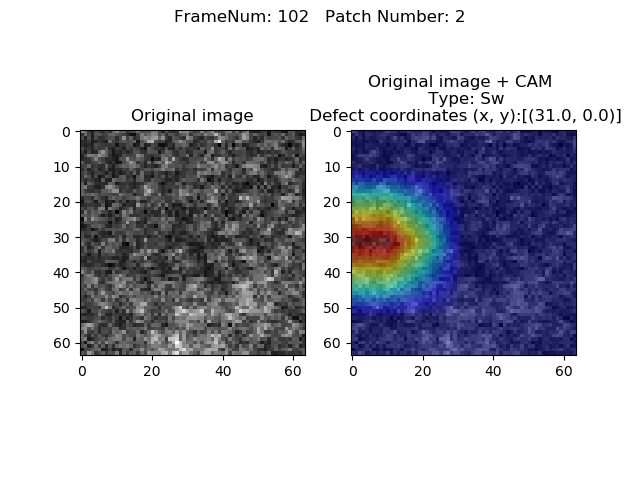 FrameNum: 102   Patch Number: 2
Original image
Original image + CAM
Type: Sw
Defect coordinates (x, y):[(31.0, 0.0)]
0
10
20
30
40
50
60
0 20 40 60
0
10
20
30
40
50
60
0 20 40 60